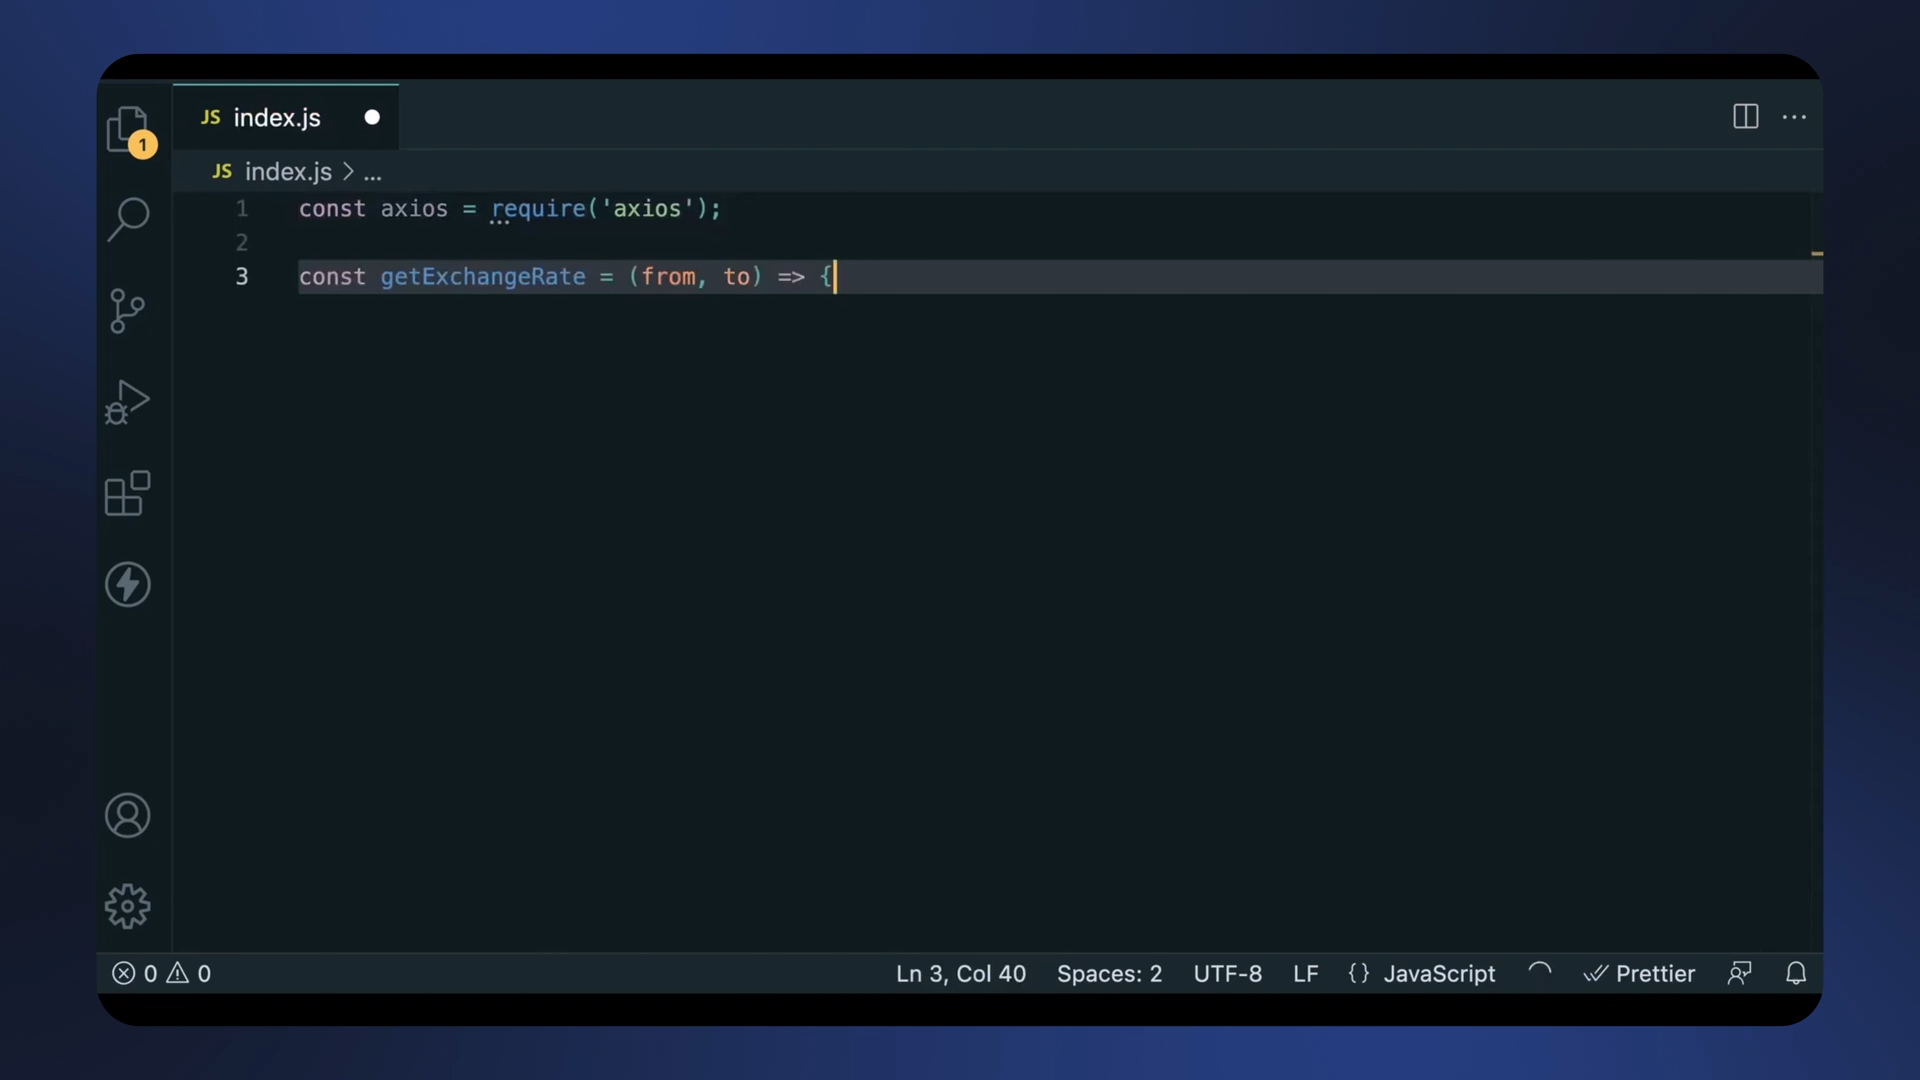 JS index.js
1
JS index.js > ...
1 const axios = require('axios');
2
3 const getExchangeRate = (from, to) => {
0 0 Ln 3, Col 40 Spaces: 2 UTF-8 LF {} JavaScript Prettier